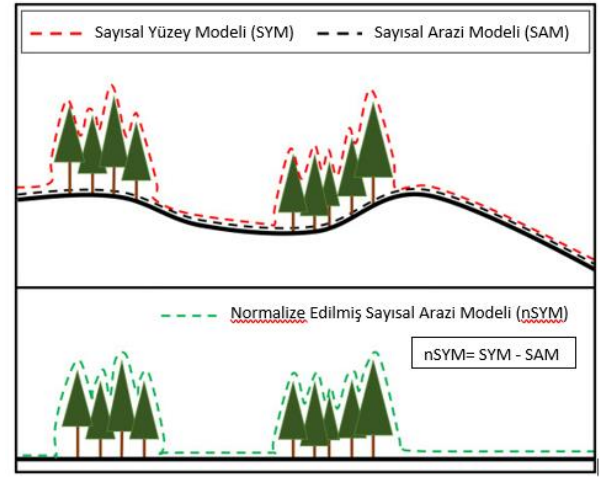 Sayısal Yüzey Modeli (SYM) Sayısal Arazi Modeli (SAM)
Normalize Edilmiş Sayısal Arazi Modeli (nSYM)
nSYM= SYM - SAM